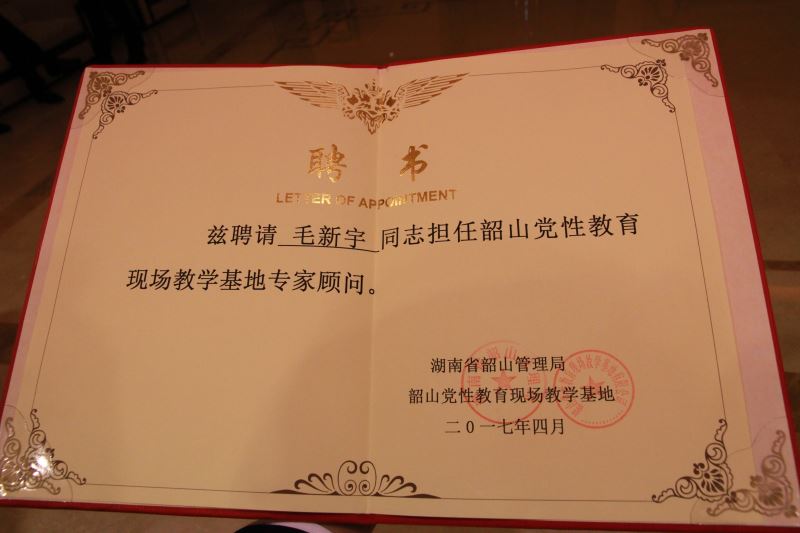 聘 书
LETTER OF APPOINTMENT
兹聘请 毛新宇 同志担任韶山党性教育
现场教学基地专家顾问。
湖南省韶山管理局
韶山党性教育现场教学基地
二0一七年四月